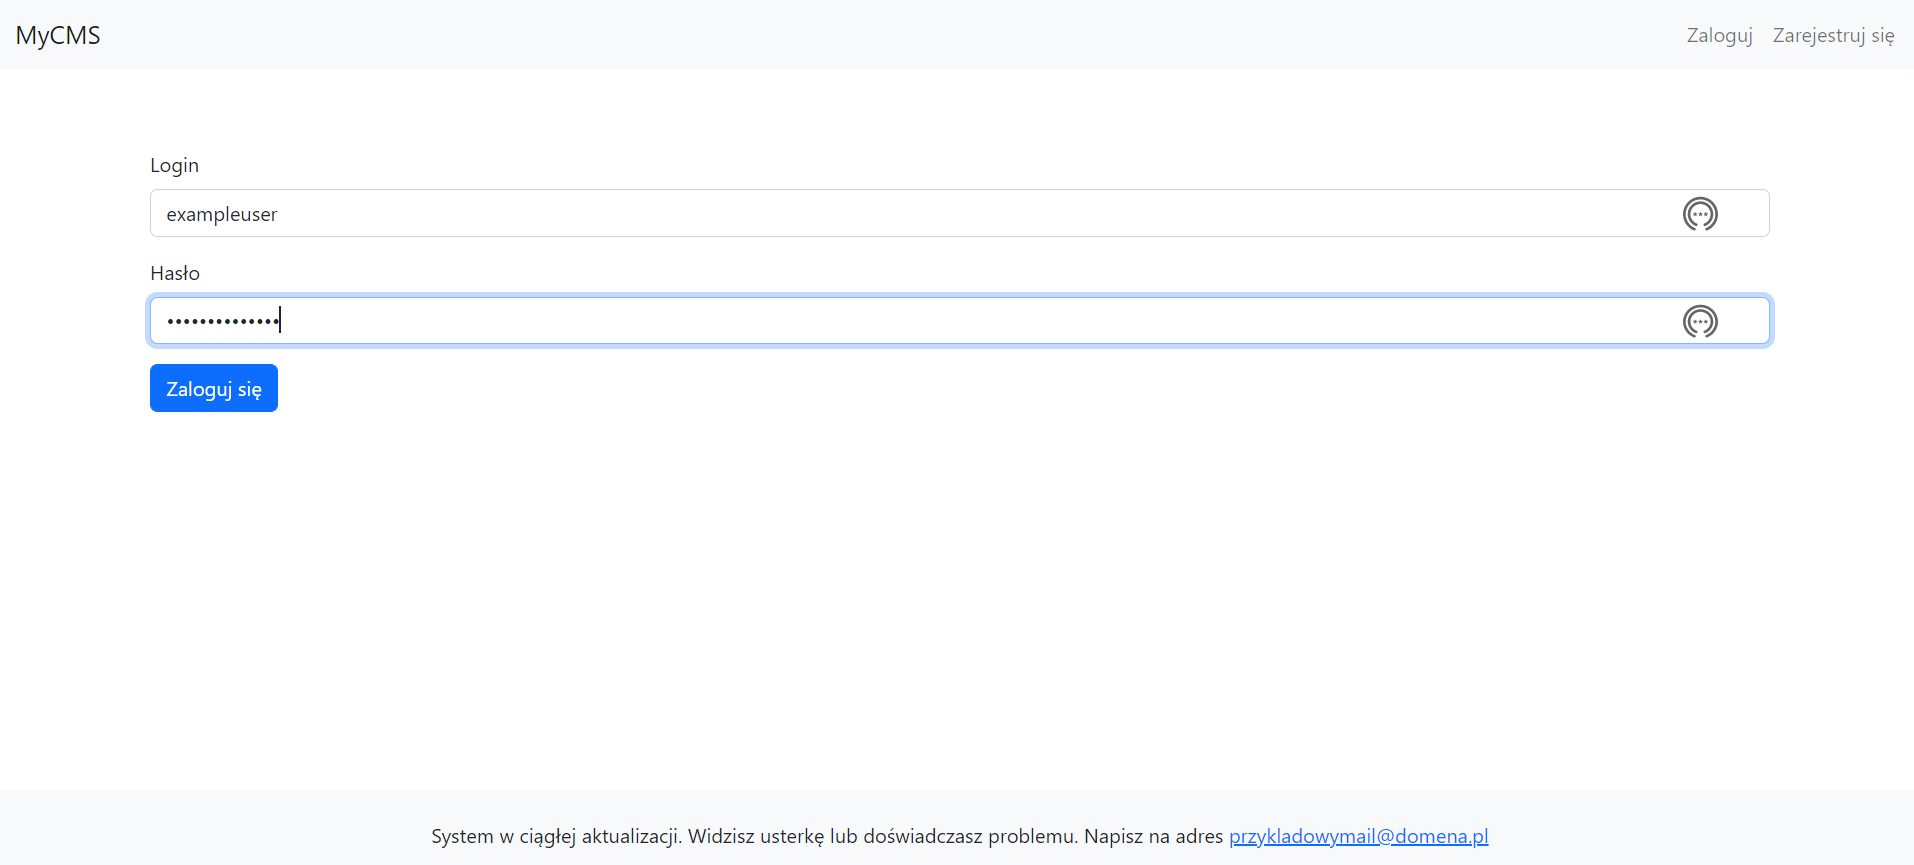 MyCMS
Zaloguj Zarejestruj się
Login
exampleuser
Hasło
••••••••••••••
Zaloguj się
System w ciągłej aktualizacji. Widzisz usterkę lub doświadczasz problemu. Napisz na adres przykladowymail@domena.pl